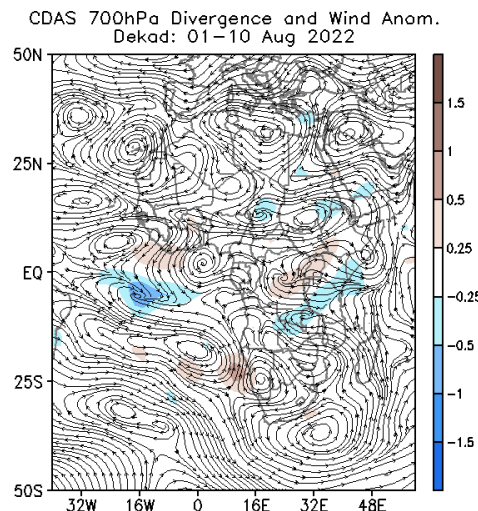 CDAS 700hPa Divergence and Wind Anom.
Dekad: 01-10 Aug 2022
50N
25N
EQ
25S
50S
32W 16W 0 16E 32E 48E
1.5
1
0.5
0.25
-0.25
-0.5
-1
-1.5